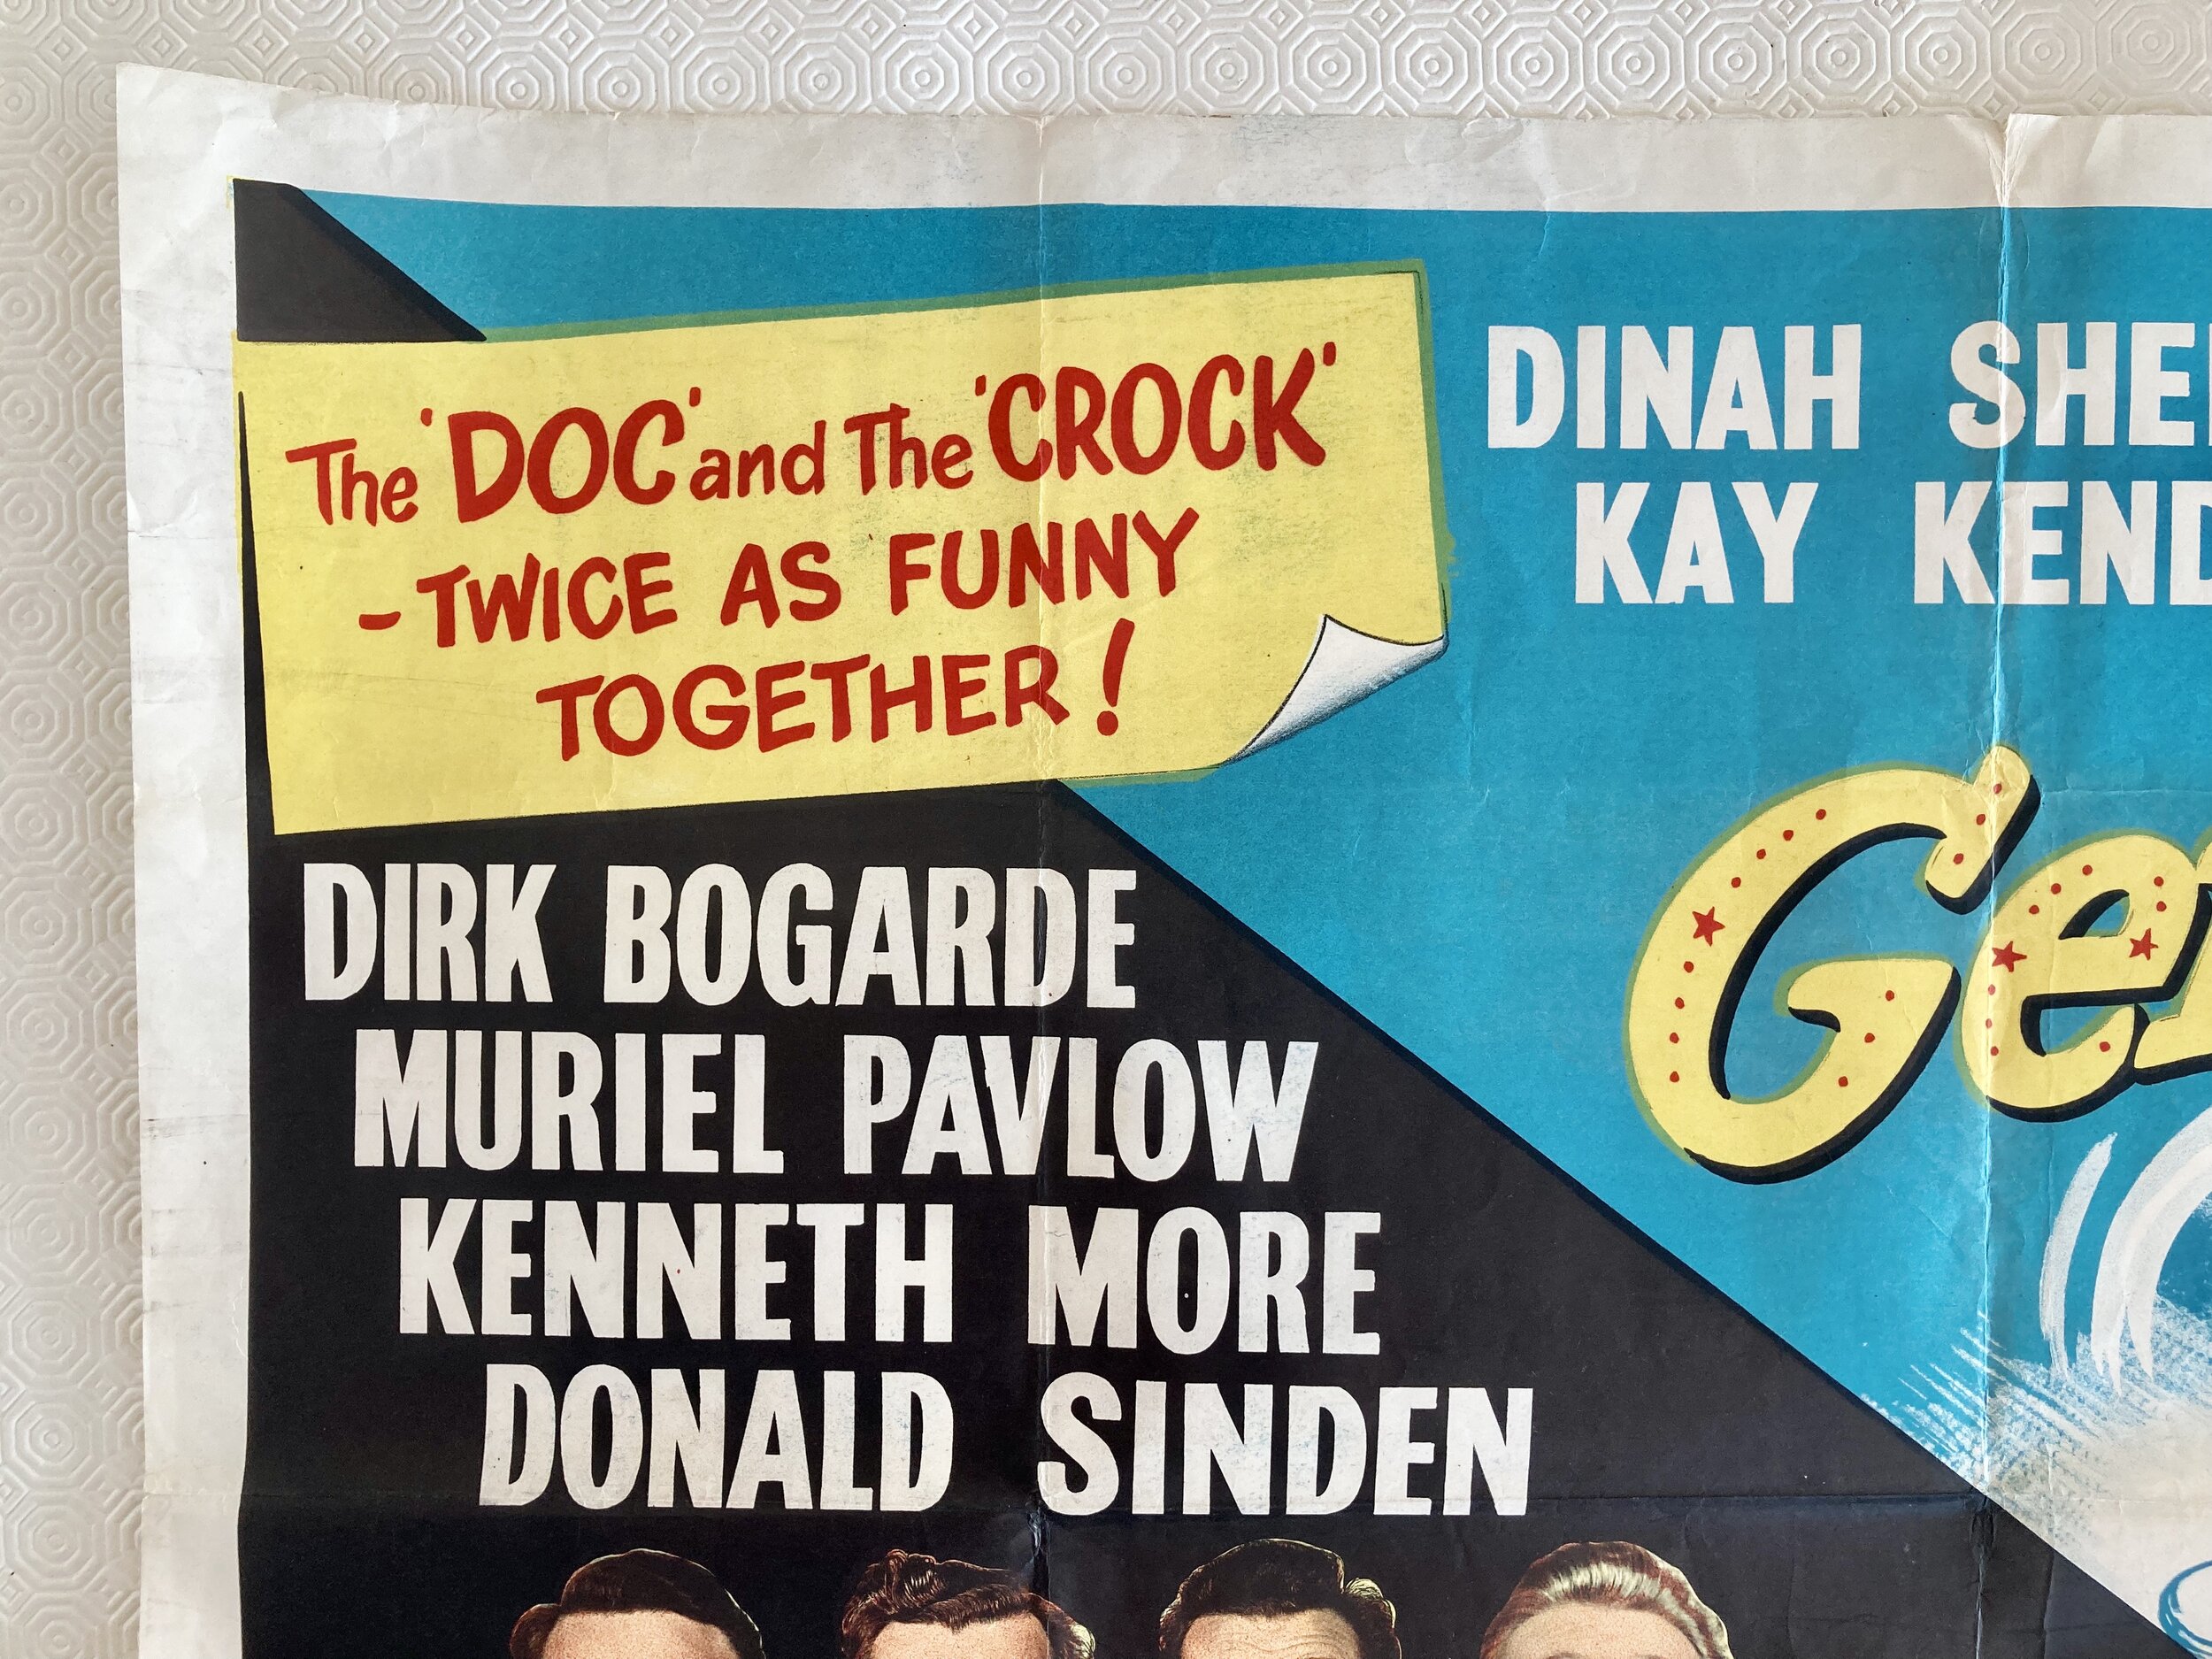 The 'DOC' and The 'CROCK'
- TWICE AS FUNNY
TOGETHER!
DINAH
KAY
DIRK BOGARDE
MURIEL PAVLOW
KENNETH MORE
DONALD SINDEN